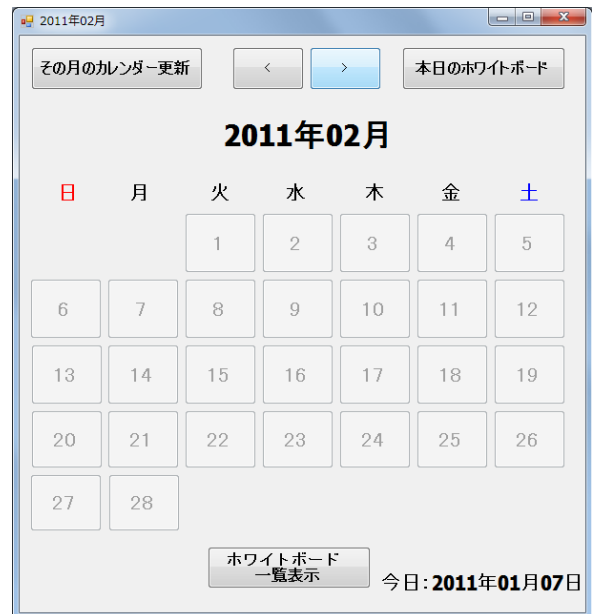 2011年02月
その月のカレンダー更新 < > 本日のホワイトボード
2011年02月
日 月 火 水 木 金 土
1 2 3 4 5
6 7 8 9 10 11 12
13 14 15 16 17 18 19
20 21 22 23 24 25 26
27 28
ホワイトボード
一覧表示
今日:2011年01月07日